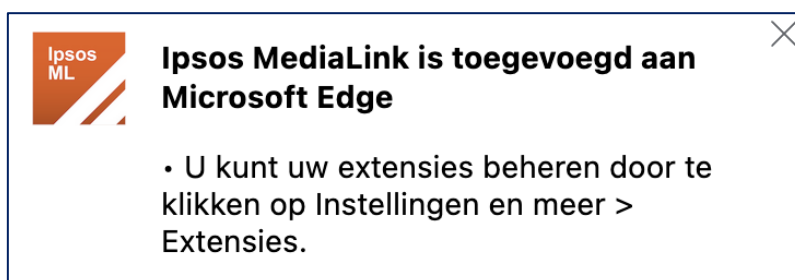 Ipsos
ML
Ipsos MediaLink is toegevoegd aan
Microsoft Edge
• U kunt uw extensies beheren door te
klikken op Instellingen en meer >
Extensies.